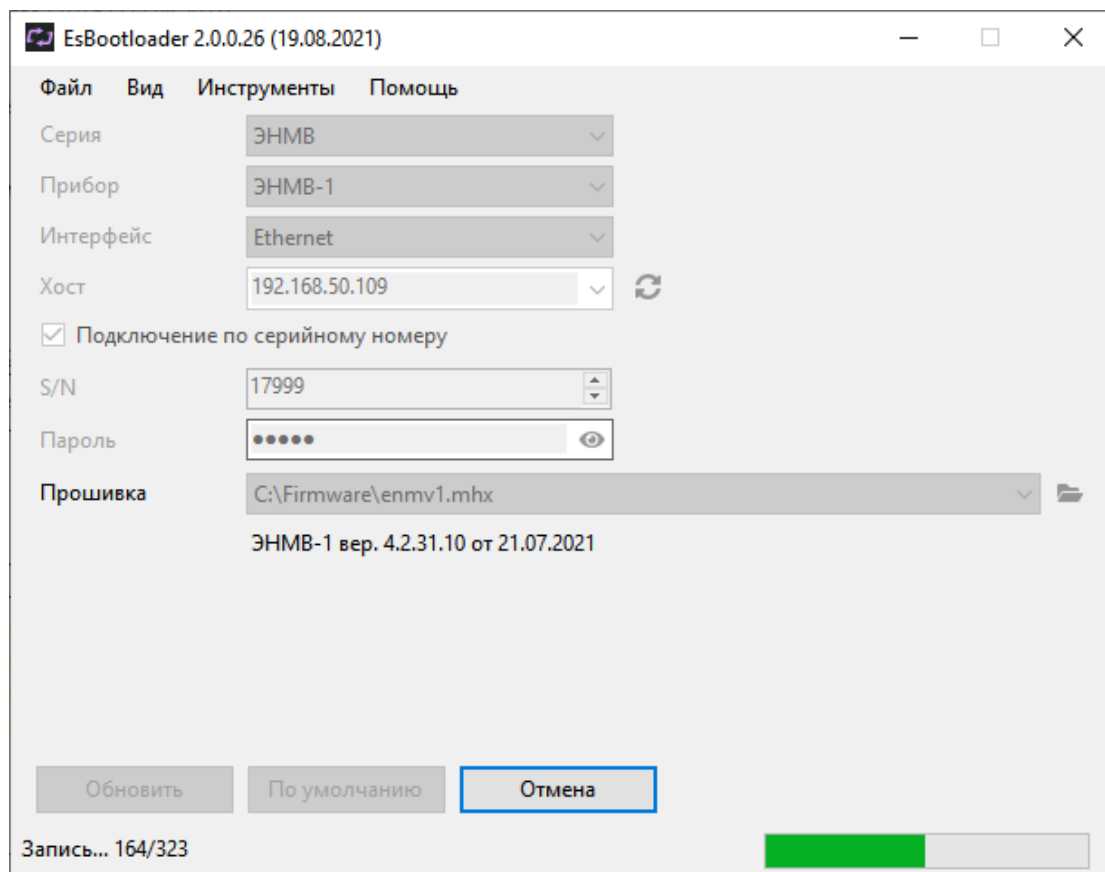 EsBootloader 2.0.0.26 (19.08.2021)
Файл Вид Инструменты Помощь
Серия ЭНМВ
Прибор ЭНМВ-1
Интерфейс Ethernet
Хост 192.168.50.109
Подключение по серийному номеру
S/N 17999
Пароль •••••
Прошивка C:\Firmware\enmv1.mhx
ЭНМВ-1 вер. 4.2.31.10 от 21.07.2021
Обновить По умолчанию Отмена
Запись... 164/323